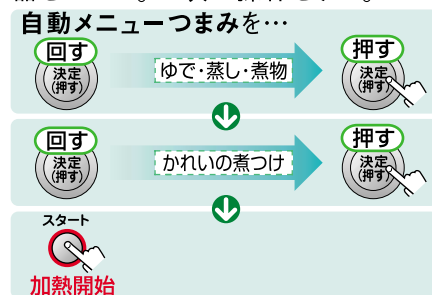 自動メニューつまみを…
回す
決定
(押す)
ゆで・蒸し・煮物
押す
決定
(押す)
回す
決定
(押す)
かれいの煮つけ
押す
決定
(押す)
スタート
加熱開始